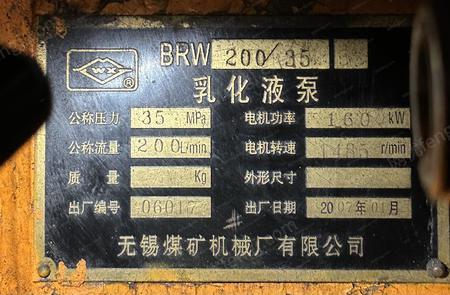 WX ®
BRW 200/35
乳化液泵
公称压力 35 MPa 电机功率 160 kW
公称流量 200L/min 电机转速 1485 r/min
质量 Kg 外形尺寸
出厂编号 06017 出厂日期 2007年01月
无锡煤矿机械厂有限公司